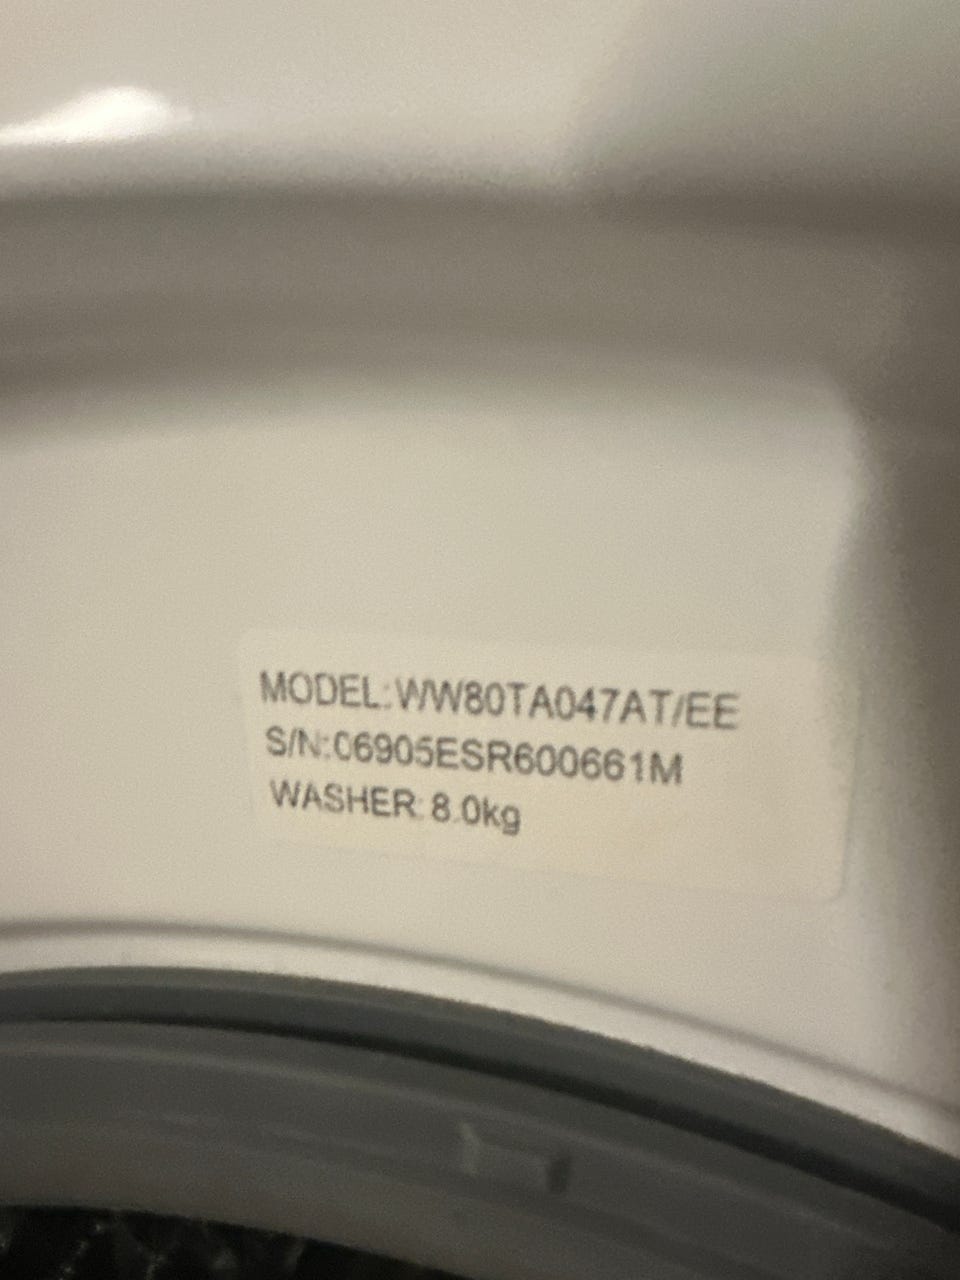 MODEL:WW80TA047AT/EE
S/N:06905ESR600661M
WASHER:8.0kg